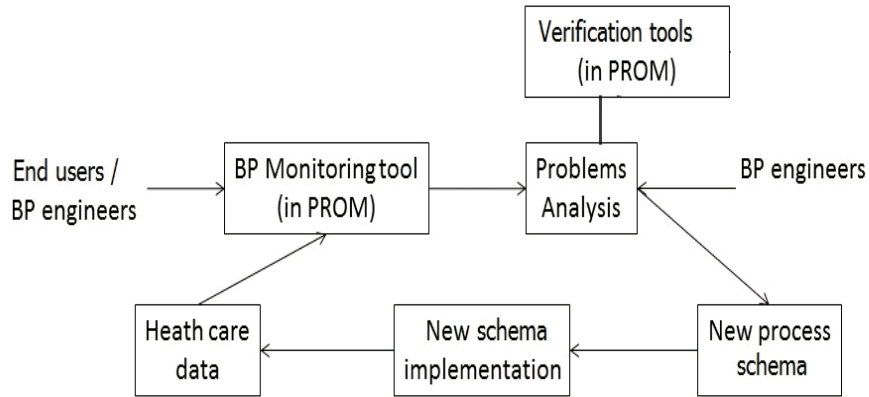 Verification tools
(in PROM)
End users /
BP engineers
BP Monitoring tool
(in PROM)
Problems
Analysis
BP engineers
Heath care
data
New schema
implementation
New process
schema